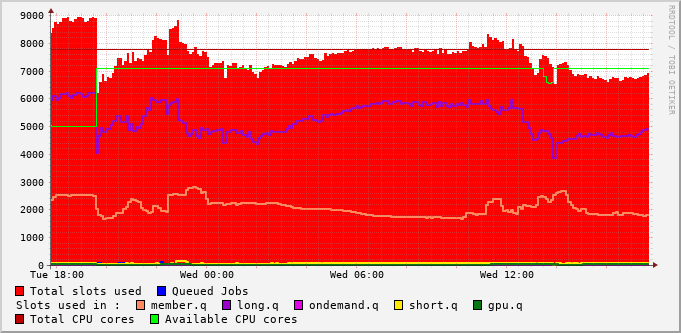 9000
8000
7000
6000
5000
4000
3000
2000
1000
0
Tue 18:00 Wed 00:00 Wed 06:00 Wed 12:00
Total slots used Queued Jobs
Slots used in : member.q long.q ondemand.q short.q gpu.q
Total CPU cores Available CPU cores
RRDTOOL / TOBI OETIKER